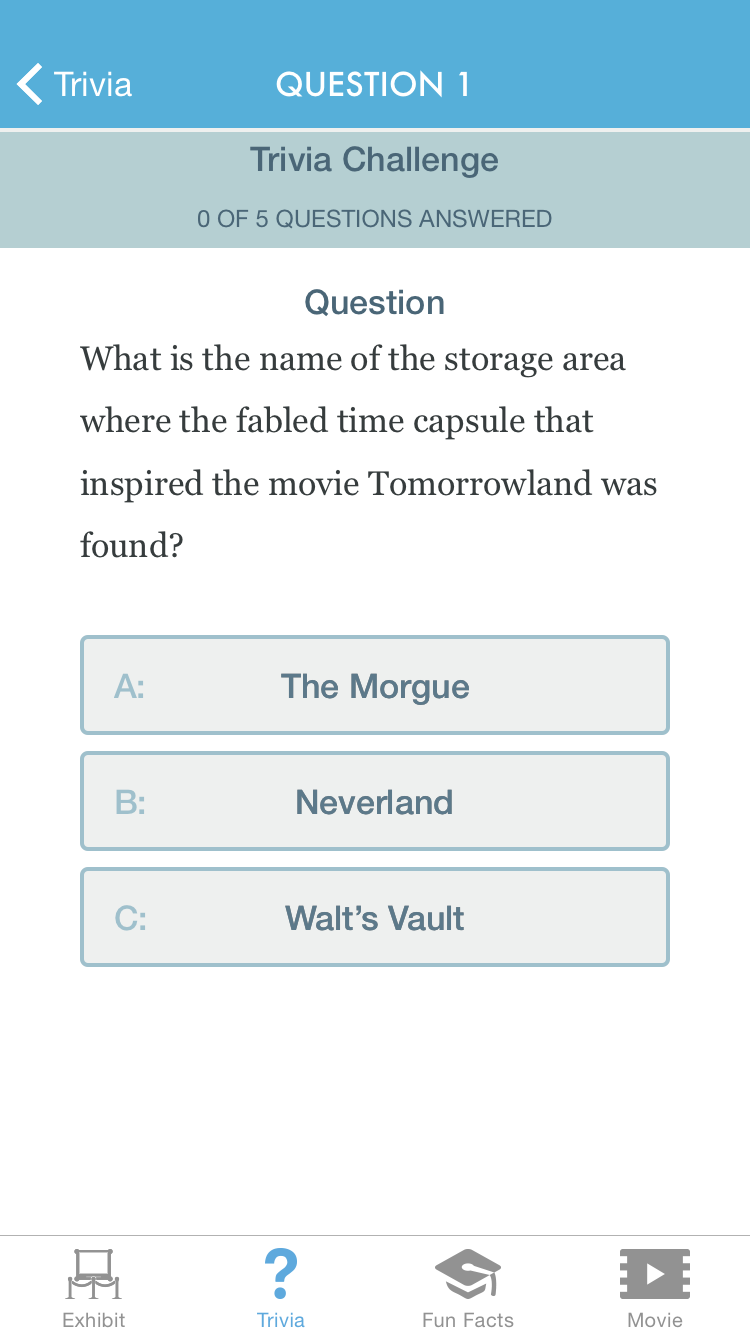 Trivia
QUESTION 1
Trivia Challenge
0 OF 5 QUESTIONS ANSWERED
Question
What is the name of the storage area
where the fabled time capsule that
inspired the movie Tomorrowland was
found?
A: The Morgue
B: Neverland
C: Walt’s Vault
Exhibit
Trivia
Fun Facts
Movie